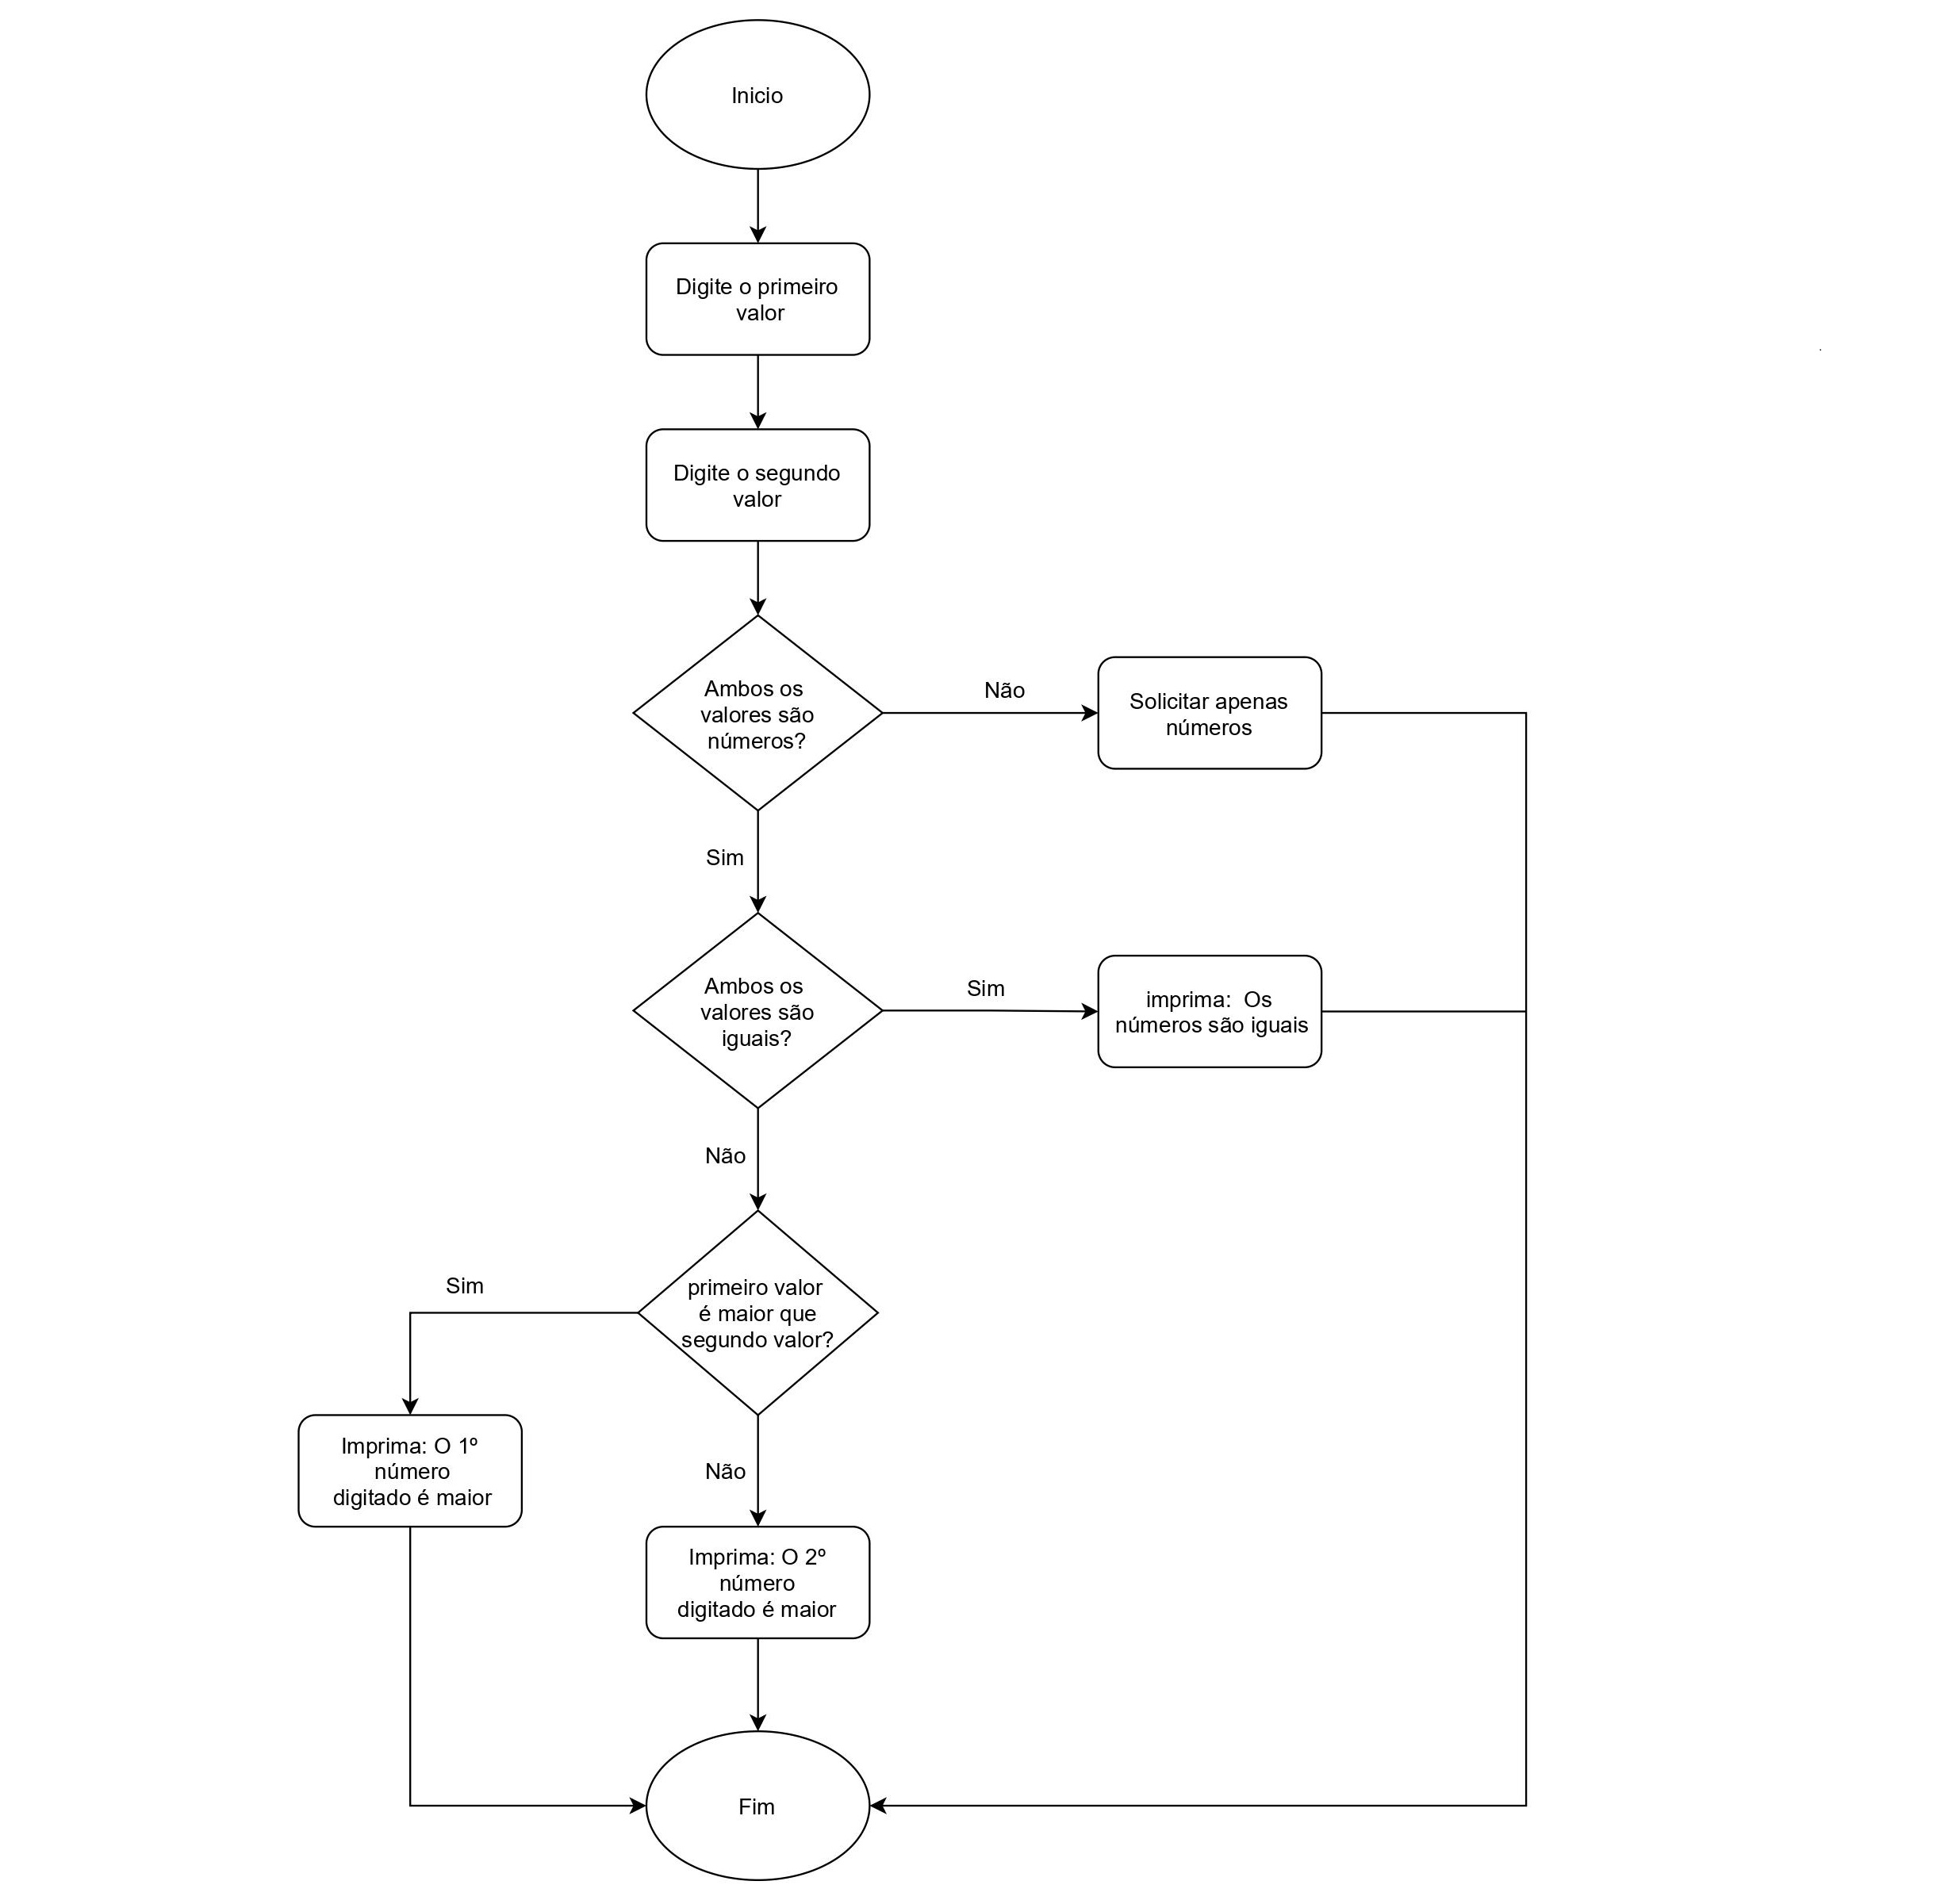 Inicio
Digite o primeiro
valor
Digite o segundo
valor
Ambos os
valores são
números?
Não
Solicitar apenas
números
Sim
Ambos os
valores são
iguais?
Sim
imprima:  Os
números são iguais
Não
primeiro valor
é maior que
segundo valor?
Sim
Imprima: O 1º
número
digitado é maior
Não
Imprima: O 2º
número
digitado é maior
Fim